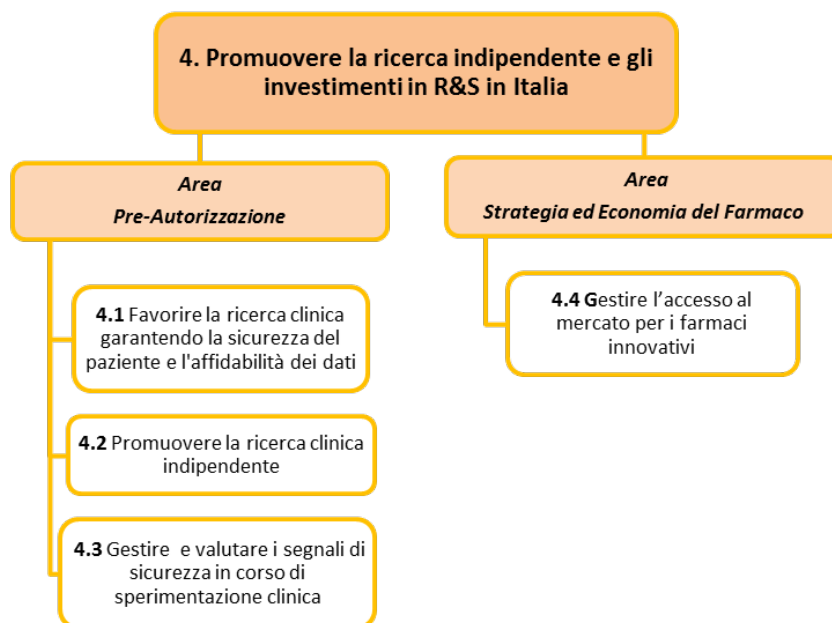 4. Promuovere la ricerca indipendente e gli
investimenti in R&S in Italia
Area
Pre-Autorizzazione
Area
Strategia ed Economia del Farmaco
4.1 Favorire la ricerca clinica
garantendo la sicurezza del
paziente e l'affidabilità dei dati
4.4 Gestire l’accesso al
mercato per i farmaci
innovativi
4.2 Promuovere la ricerca clinica
indipendente
4.3 Gestire e valutare i segnali di
sicurezza in corso di
sperimentazione clinica